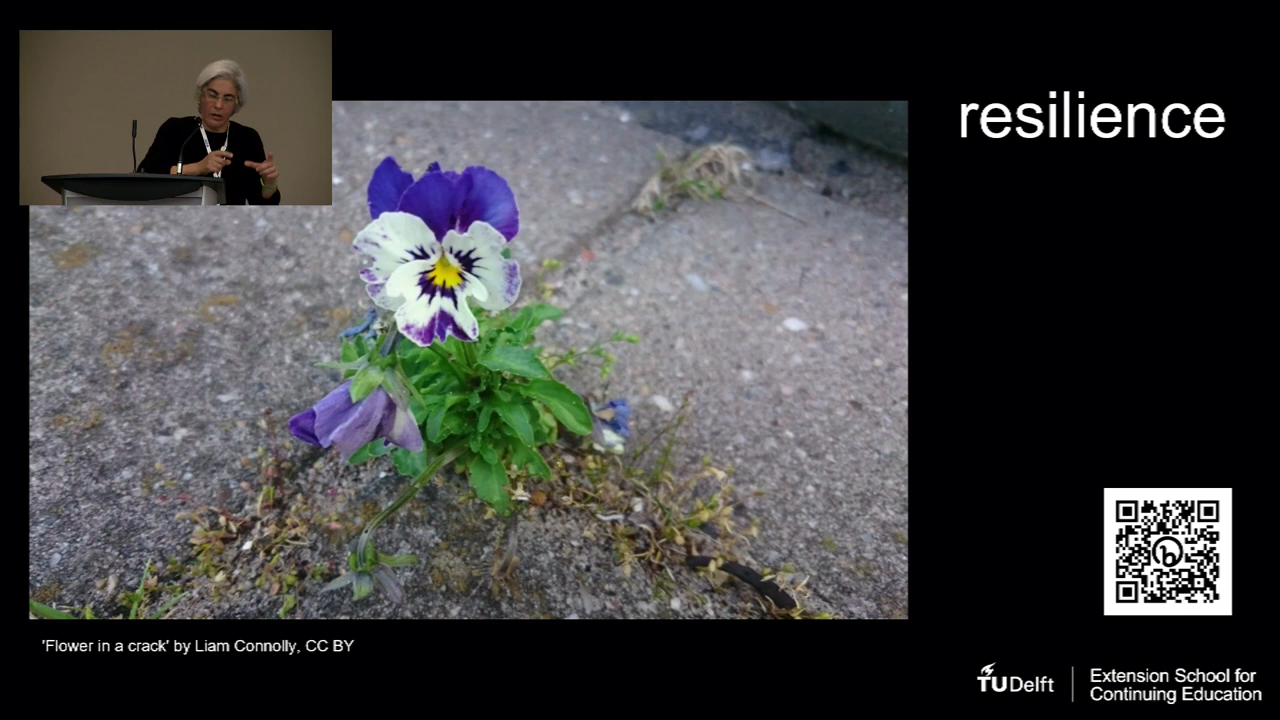 resilience
'Flower in a crack' by Liam Connolly, CC BY
TUDelft
Extension School for
Continuing Education